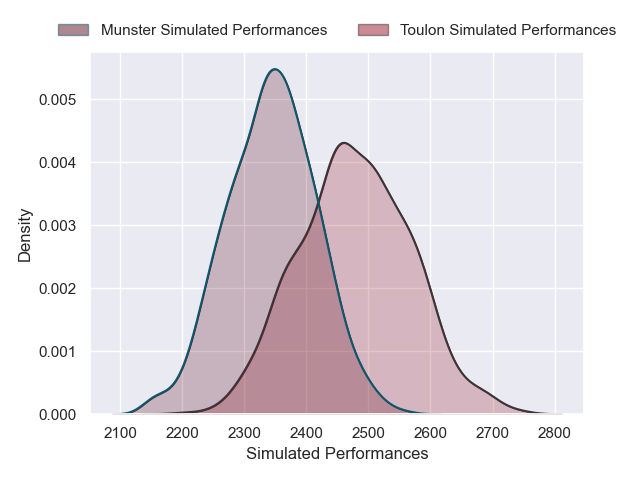 Munster Simulated Performances
Toulon Simulated Performances
Density
0.005
0.004
0.003
0.002
0.001
0.000
2100 2200 2300 2400 2500 2600 2700 2800
Simulated Performances